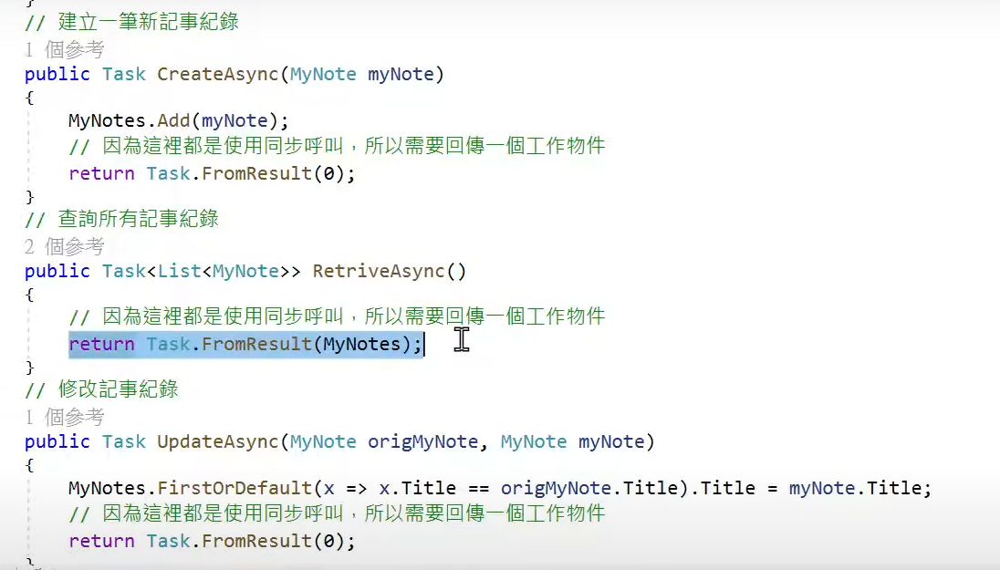 }
// 建立一筆新記事紀錄
1 個參考
public Task CreateAsync(MyNote myNote)
{
MyNotes.Add(myNote);
// 因為這裡都是使用同步呼叫，所以需要回傳一個工作物件
return Task.FromResult(0);
}
// 查詢所有記事紀錄
2 個參考
public Task<List<MyNote>> RetriveAsync()
{
// 因為這裡都是使用同步呼叫，所以需要回傳一個工作物件
return Task.FromResult(MyNotes);
}
// 修改記事紀錄
1 個參考
public Task UpdateAsync(MyNote origMyNote, MyNote myNote)
{
MyNotes.FirstOrDefault(x => x.Title == origMyNote.Title).Title = myNote.Title;
// 因為這裡都是使用同步呼叫，所以需要回傳一個工作物件
return Task.FromResult(0);
}